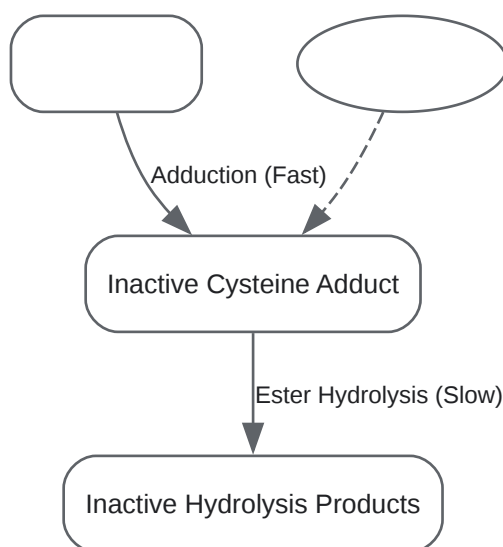 Adduction (Fast)
Inactive Cysteine Adduct
Ester Hydrolysis (Slow)
Inactive Hydrolysis Products